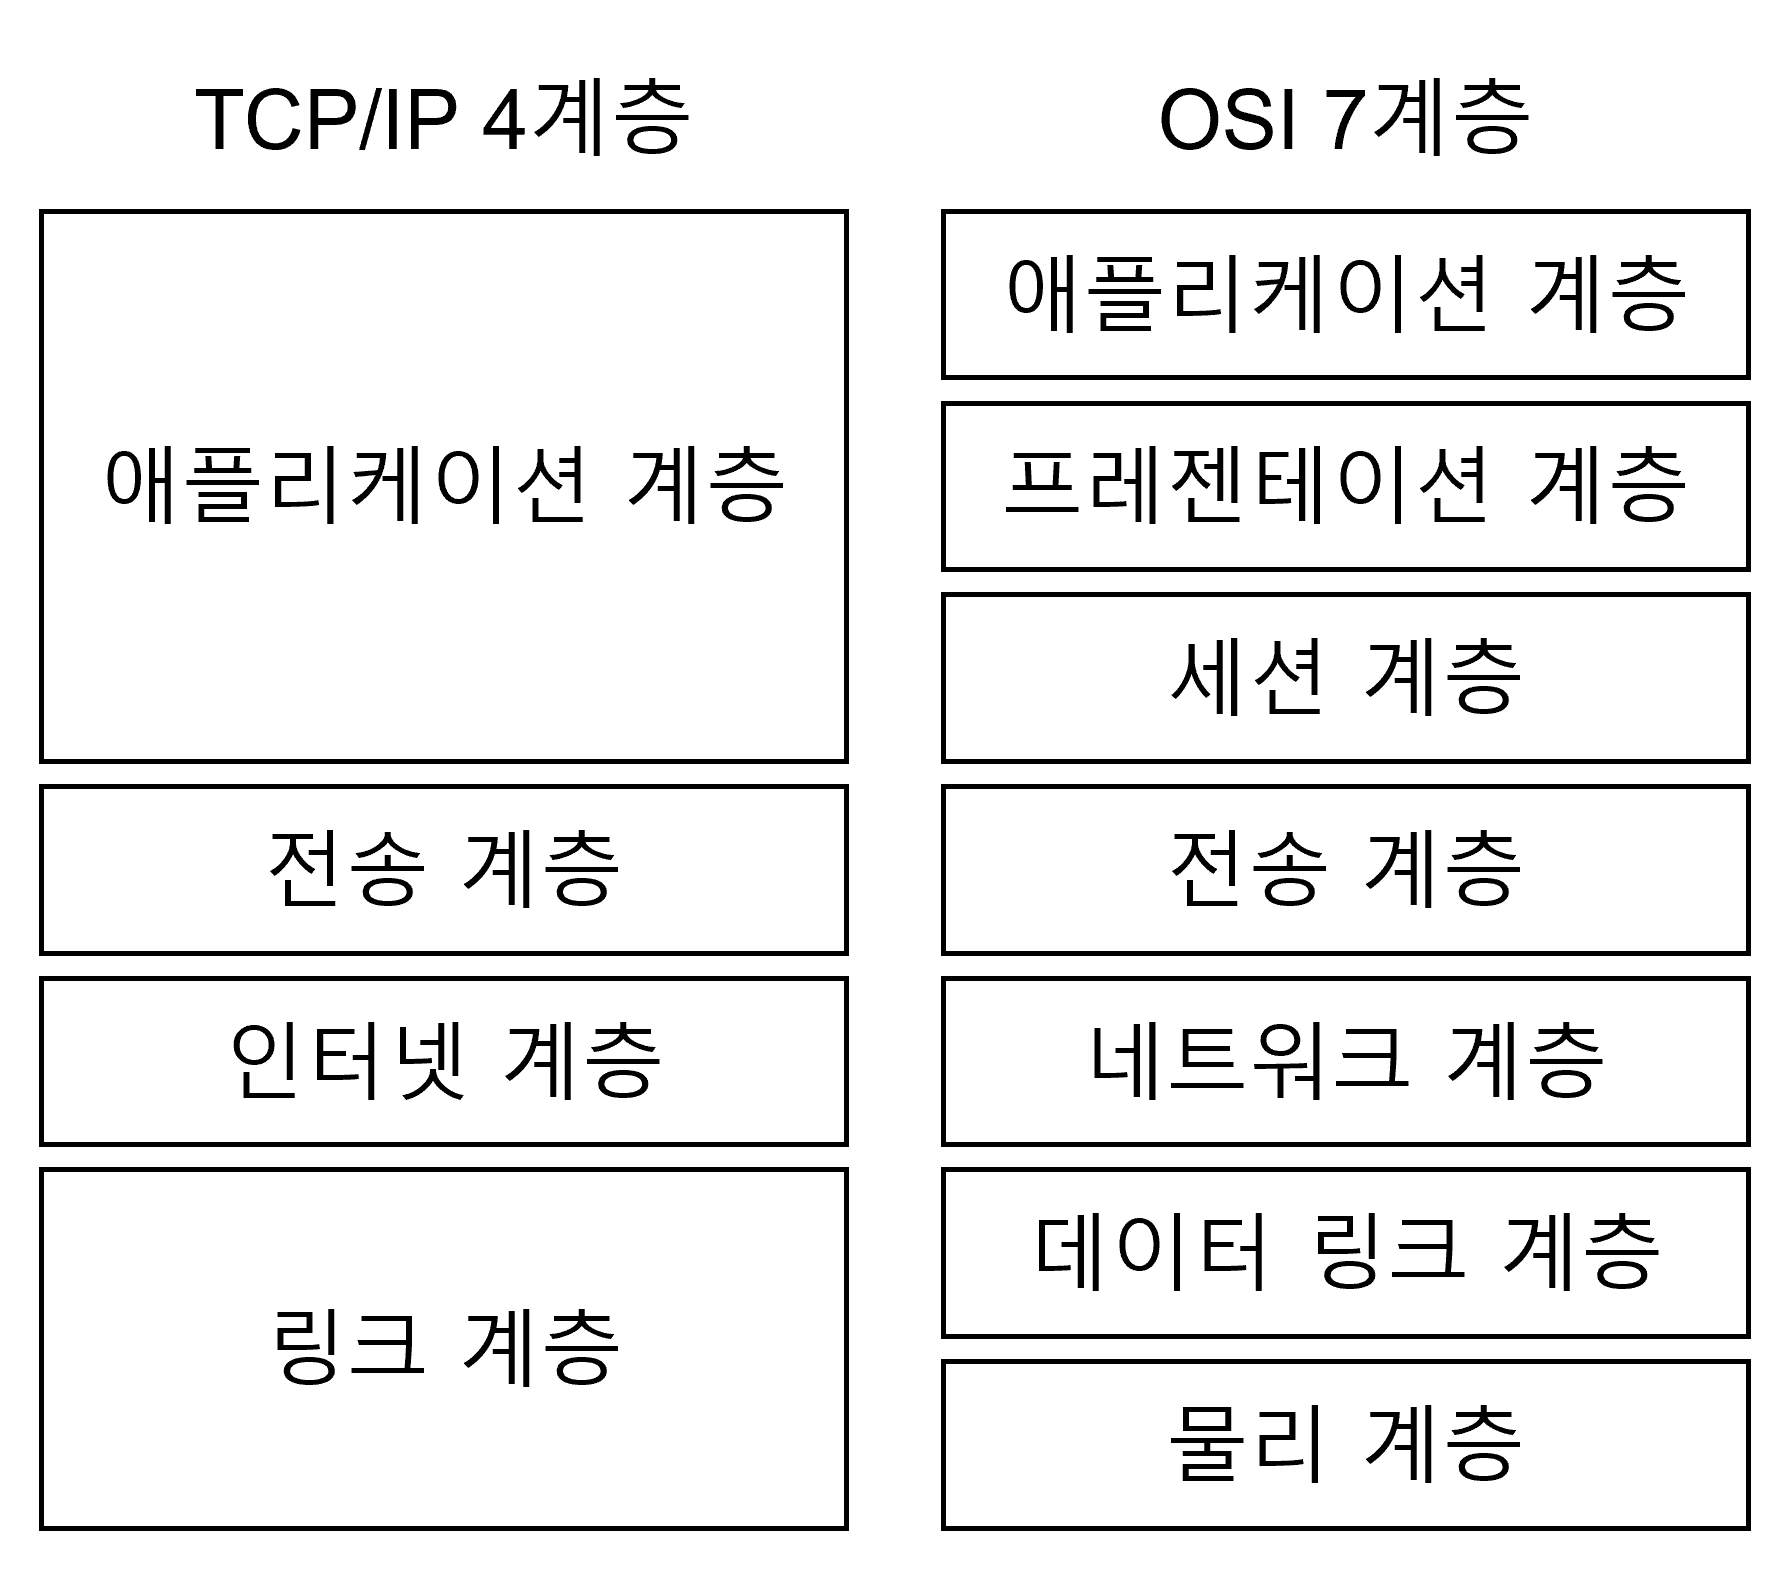 TCP/IP 4계층
애플리케이션 계층
전송 계층
인터넷 계층
링크 계층
OSI 7계층
애플리케이션 계층
프레젠테이션 계층
세션 계층
전송 계층
네트워크 계층
데이터 링크 계층
물리 계층